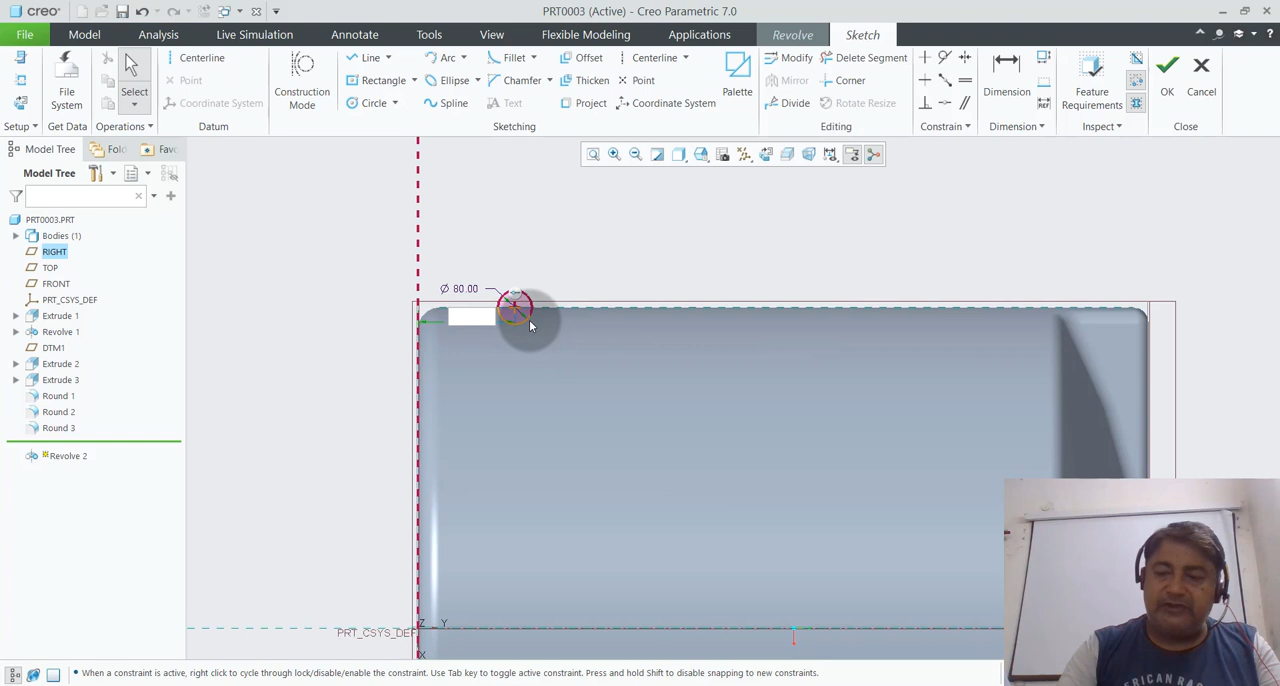 creo
PRT0003 (Active) - Creo Parametric 7.0
File Model Analysis Live Simulation Annotate Tools View Flexible Modeling Applications Revolve Sketch
Setup
File System
Get Data
Select
Operations
Centerline
Point
Coordinate System
Datum
Construction Mode
Line Arc Fillet Offset Centerline
Rectangle Ellipse Chamfer Thicken Point
Circle Spline Text Project Coordinate System
Palette
Sketching
Modify Delete Segment
Mirror Corner
Divide Rotate Resize
Editing
Constrain
Dimension
Dimension
Feature Requirements
Inspect
OK Cancel
Close
Model Tree Fold Favc
Model Tree
PRT0003.PRT
Bodies (1)
RIGHT
TOP
FRONT
PRT_CSYS_DEF
Extrude 1
Revolve 1
DTM1
Extrude 2
Extrude 3
Round 1
Round 2
Round 3
Revolve 2
Ø 80.00
Z Y
PRT_CSYS_DEF
X
• When a constraint is active, right click to cycle through lock/disable/enable the constraint. Use Tab key to toggle active constraint. Press and hold Shift to disable snapping to new constraints.